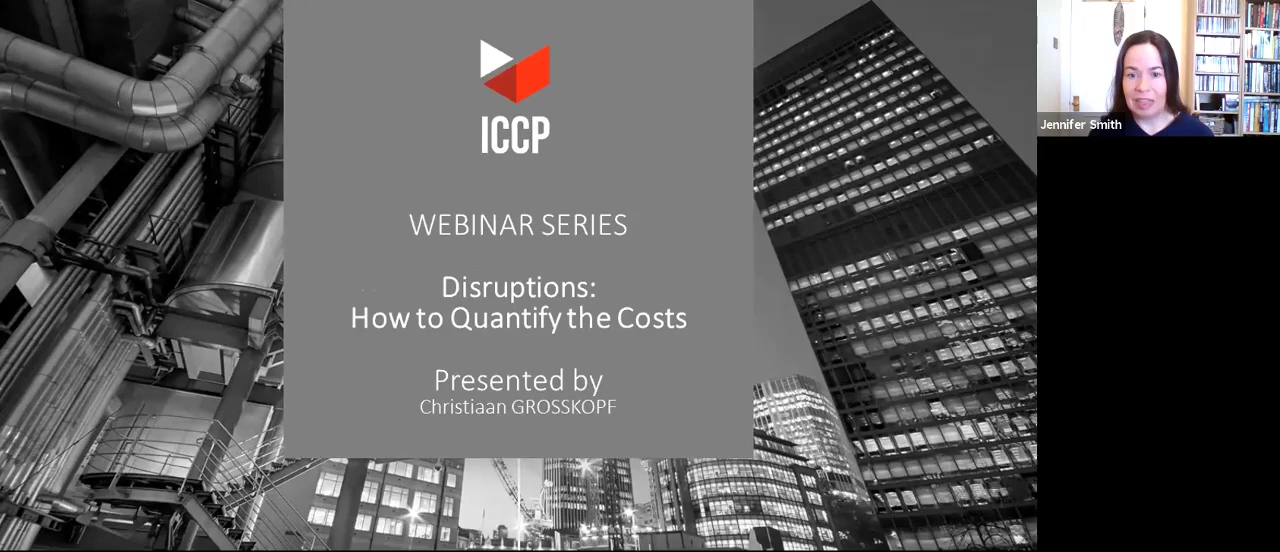 ICCP
WEBINAR SERIES
Disruptions:
How to Quantify the Costs
Presented by
Christiaan GROSSKOPF
Jennifer Smith